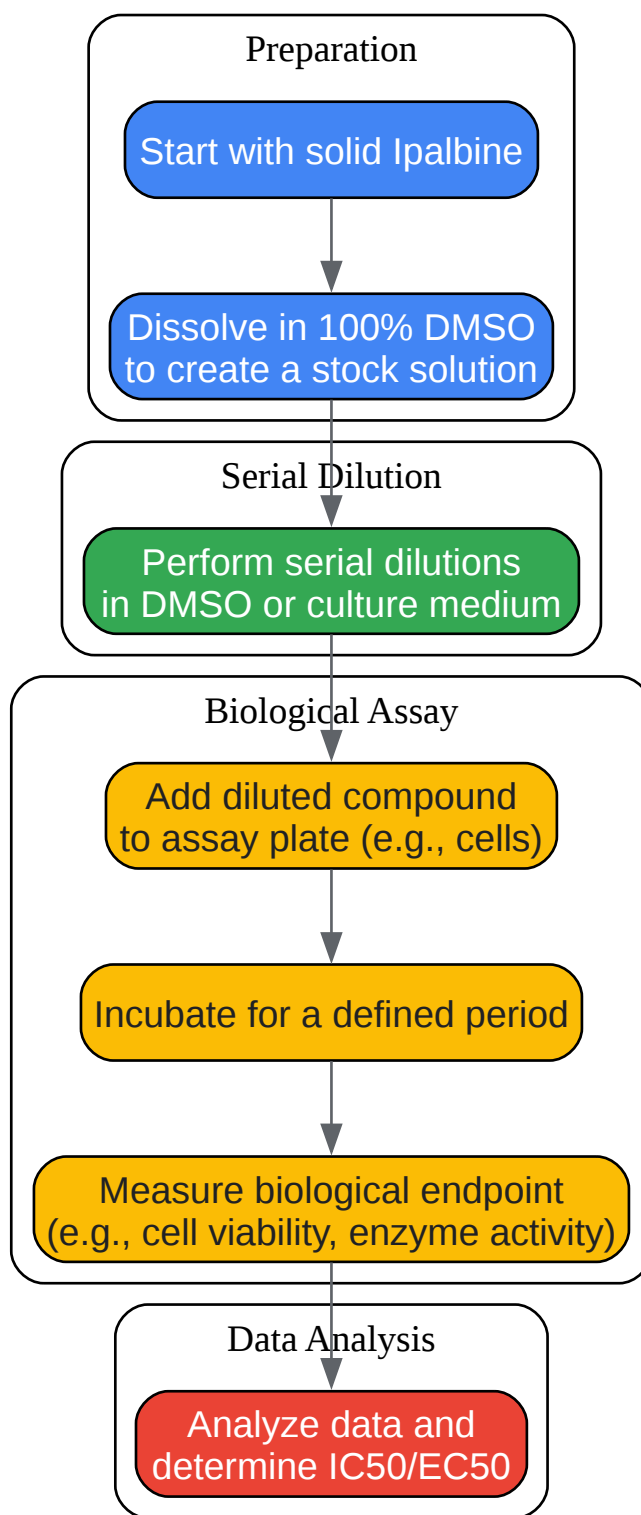 Preparation
Start with solid Ipalbine
Dissolve in 100% DMSO
to create a stock solution
Serial Dilution
Perform serial dilutions
in DMSO or culture medium
Biological Assay
Add diluted compound
to assay plate (e.g., cells)
Incubate for a defined period
Measure biological endpoint
(e.g., cell viability, enzyme activity)
Data Analysis
Analyze data and
determine IC50/EC50